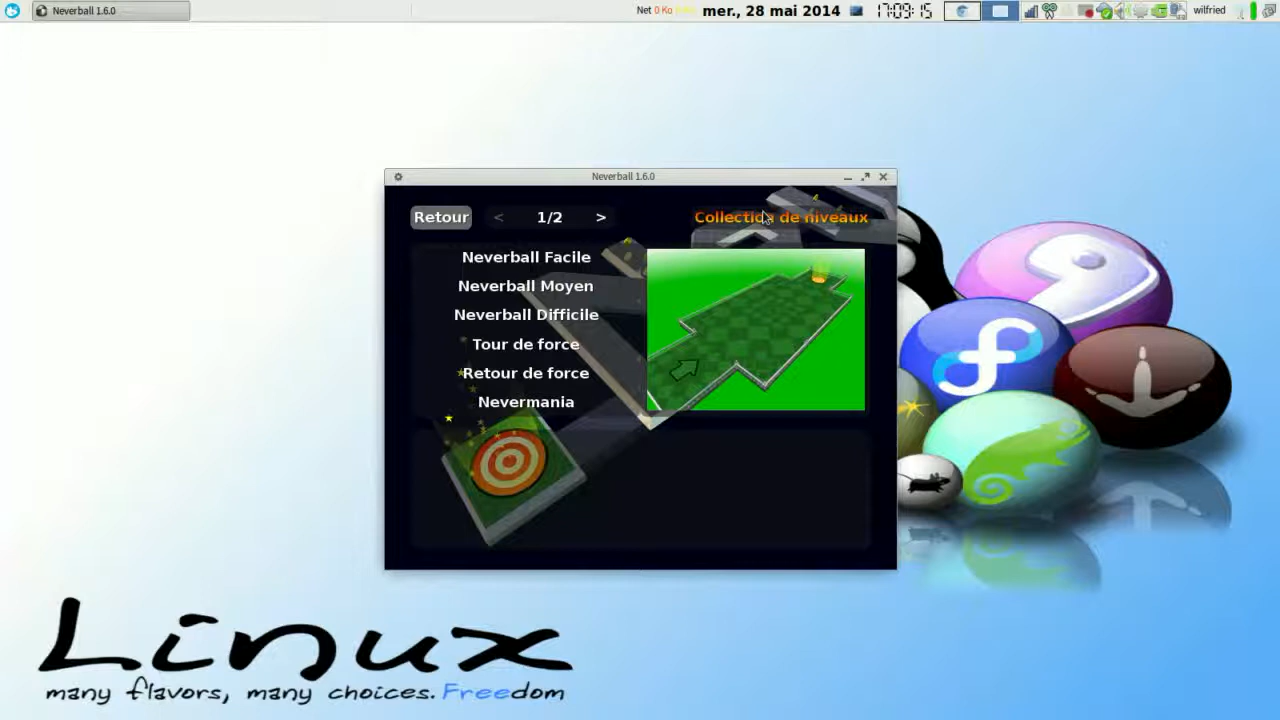 Neverball 1.6.0
Net 0 Ko
mer., 28 mai 2014
17:09:15
wilfried
Neverball 1.6.0
Retour
< 1/2 >
Collection de niveaux
Neverball Facile
Neverball Moyen
Neverball Difficile
Tour de force
Retour de force
Nevermania
Linux
many flavors, many choices. Freedom